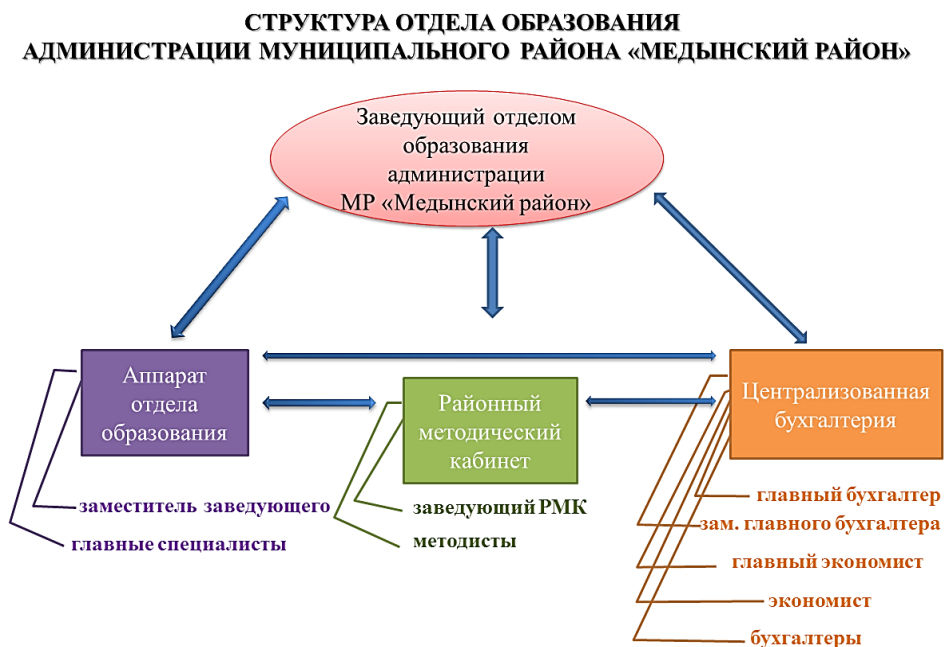 СТРУКТУРА ОТДЕЛА ОБРАЗОВАНИЯ
АДМИНИСТРАЦИИ МУНИЦИПАЛЬНОГО РАЙОНА «МЕДЫНСКИЙ РАЙОН»
Заведующий отделом
образования
администрации
МР «Медынский район»
Аппарат
отдела
образования
Районный
методический
кабинет
Централизованная
бухгалтерия
заместитель заведующего
главные специалисты
заведующий РМК
методисты
главный бухгалтер
зам. главного бухгалтера
главный экономист
экономист
бухгалтеры